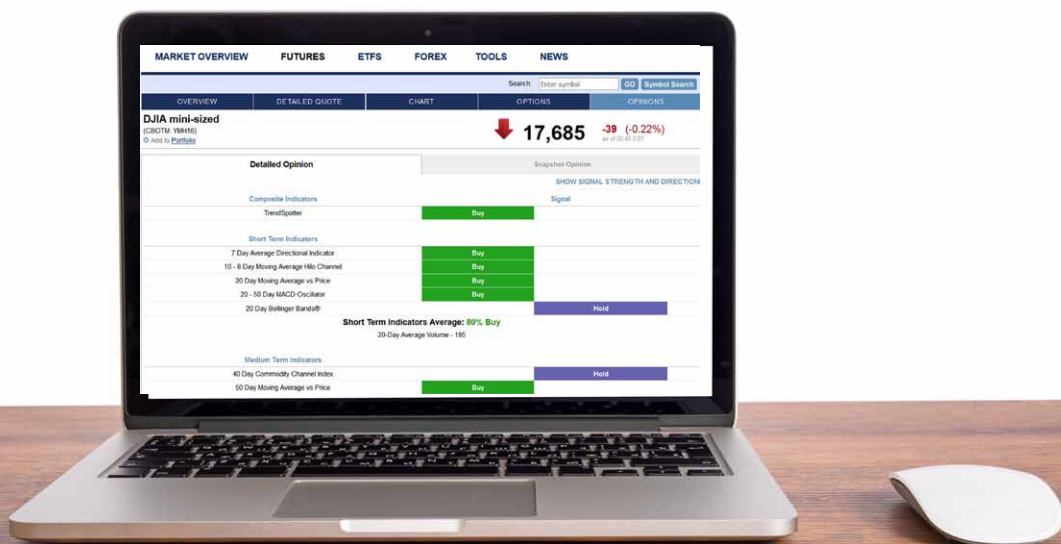 MARKET OVERVIEW FUTURES ETFS FOREX TOOLS NEWS
Search Enter symbol GO Symbol Search
OVERVIEW DETAILED QUOTE CHART OPTIONS OPINIONS
DJIA mini-sized
(CBOTM: YMH16)
Add to Portfolio
17,685 -39 (-0.22%)
Detailed Opinion Snapshot Opinion
SHOW SIGNAL STRENGTH AND DIRECTION
Composite Indicators Signal
TrendSpotter Buy
Short Term Indicators
7 Day Average Directional Indicator Buy
10 - 8 Day Moving Average Hilo Channel Buy
20 Day Moving Average vs Price Buy
20 - 50 Day MACD Oscillator Buy
20 Day Bollinger Bands® Hold
Short Term Indicators Average: 80% Buy
20-Day Average Volume - 185
Medium Term Indicators
40 Day Commodity Channel Index Hold
50 Day Moving Average vs Price Buy